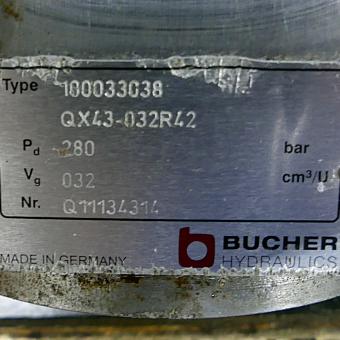 Type 100033038
QX43-032R42
Pd 280 bar
Vg 032 cm³/U
Nr. Q11134314
BUCHER
MADE IN GERMANY HYDRAULICS